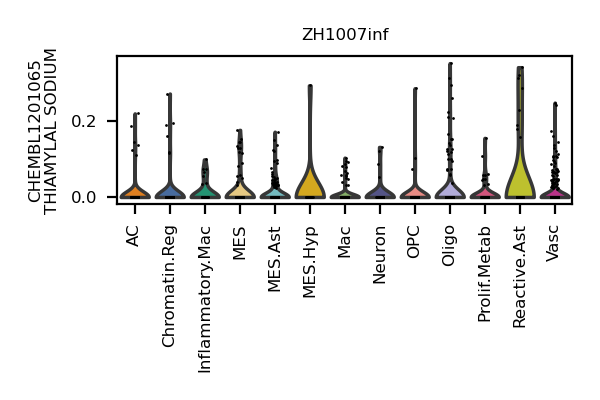 ZH1007inf
CHEMBL1201065
THIAMYLAL SODIUM
0.2
0.0
AC
Chromatin.Reg
Inflammatory.Mac
MES
MES.Ast
MES.Hyp
Mac
Neuron
OPC
Oligo
Prolif.Metab
Reactive.Ast
Vasc